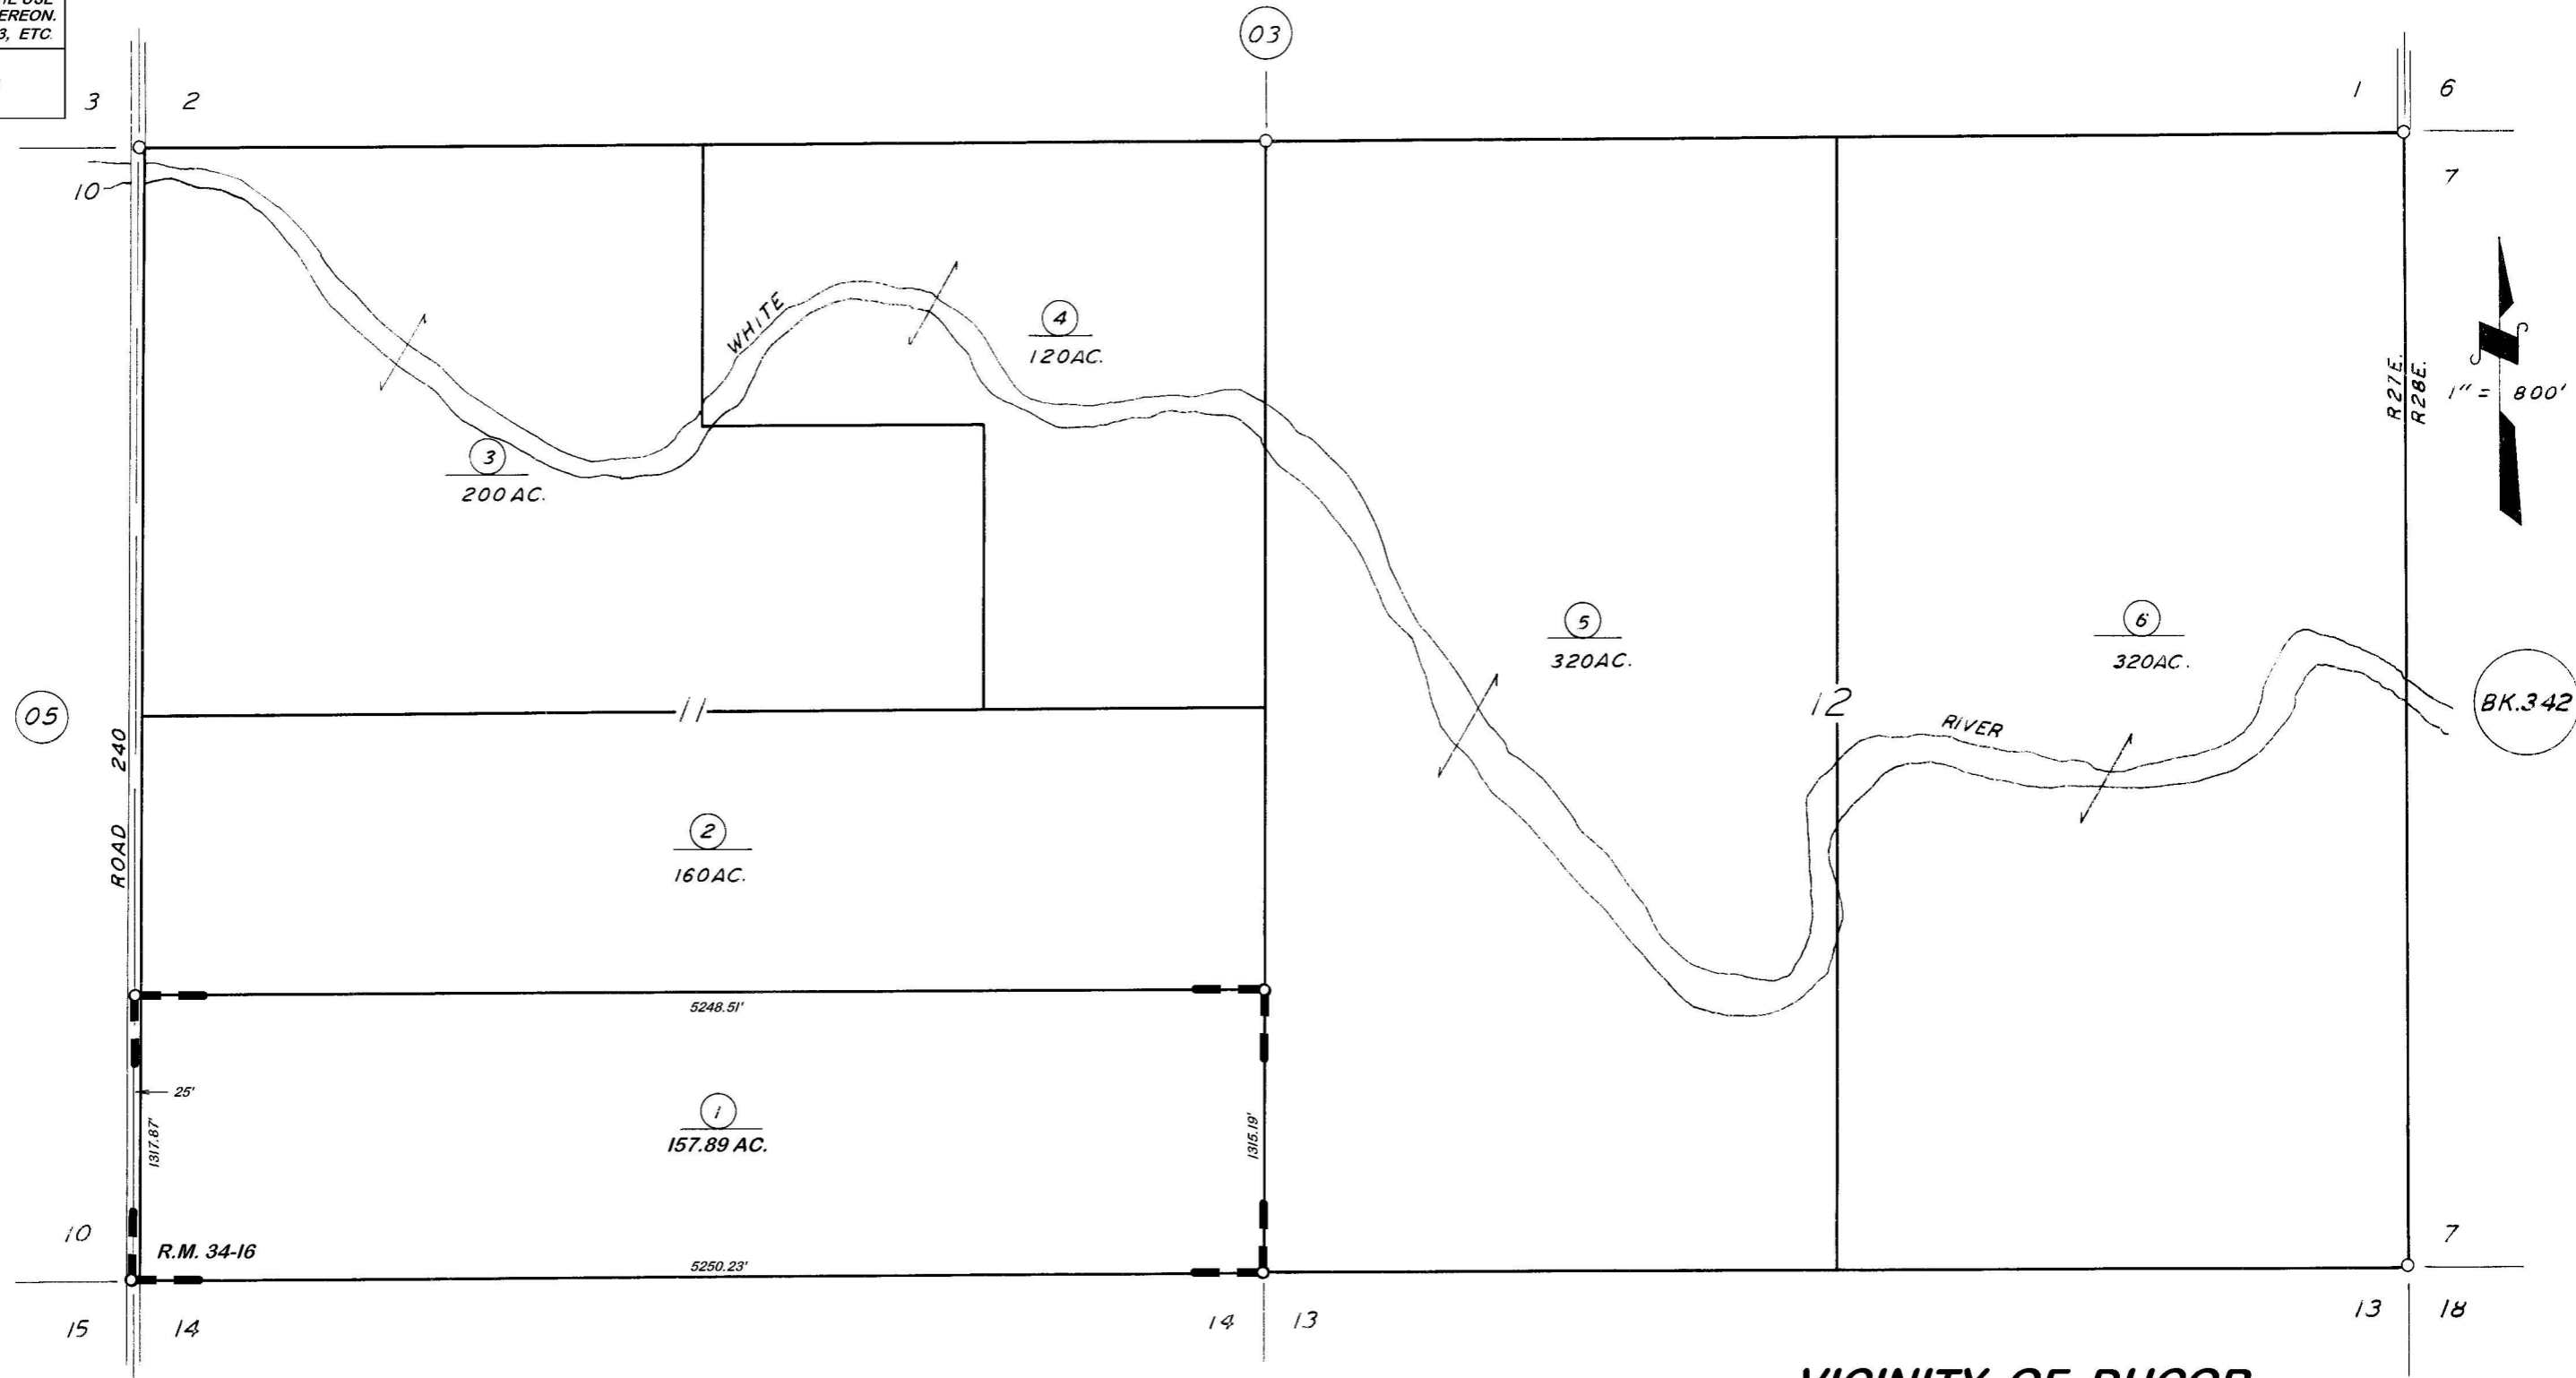 EREON.
3, ETC.
03
3
2
1
6
10
7
WHITE
4
120AC.
R27E.
R28E.
1" = 800'
3
200 AC.
5
320AC.
6
320AC.
05
11
12
BK.342
RIVER
ROAD 240
2
160AC.
5248.51'
25'
1
157.89 AC.
1317.87'
1315.19'
10
R.M. 34-16
5250.23'
7
15
14
14
13
13
18
VICINITY OF